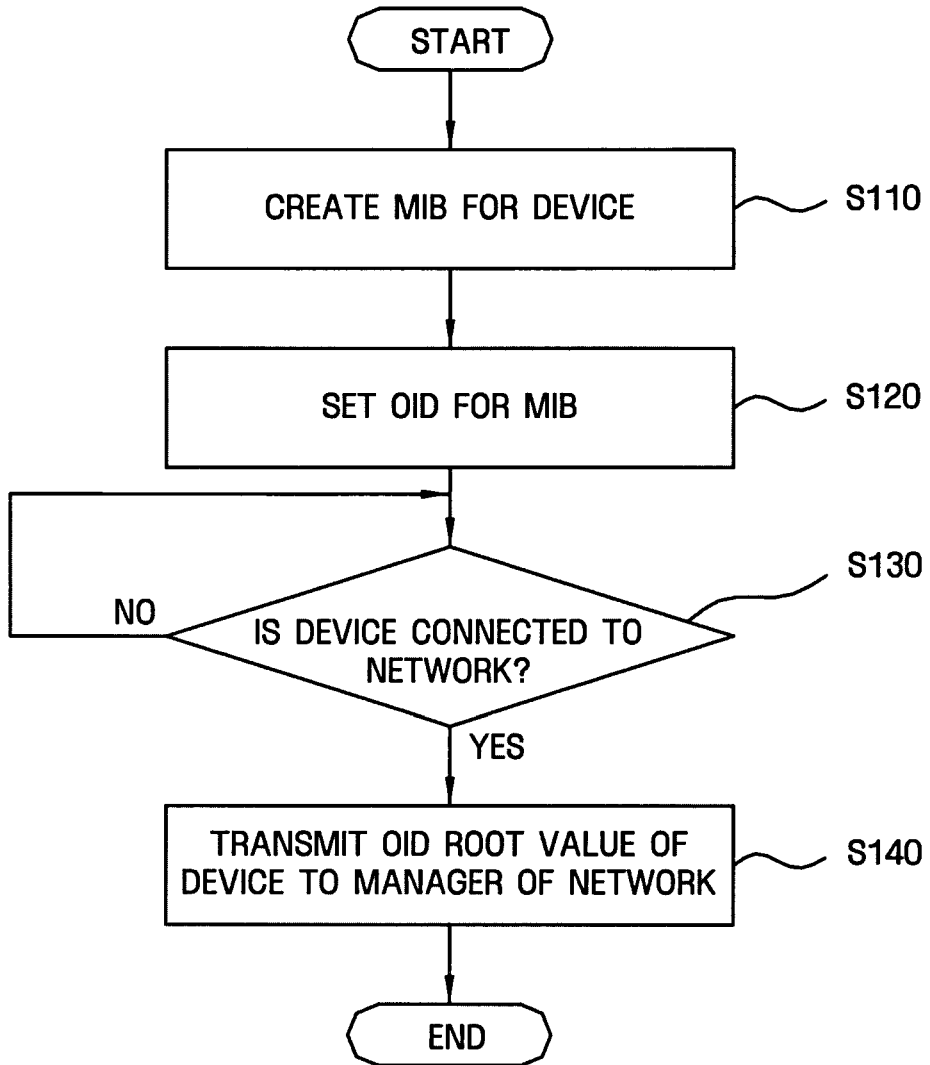 START
CREATE MIB FOR DEVICE
S110
SET OID FOR MIB
S120
S130
NO
IS DEVICE CONNECTED TO
NETWORK?
YES
TRANSMIT OID ROOT VALUE OF
DEVICE TO MANAGER OF NETWORK
S140
END